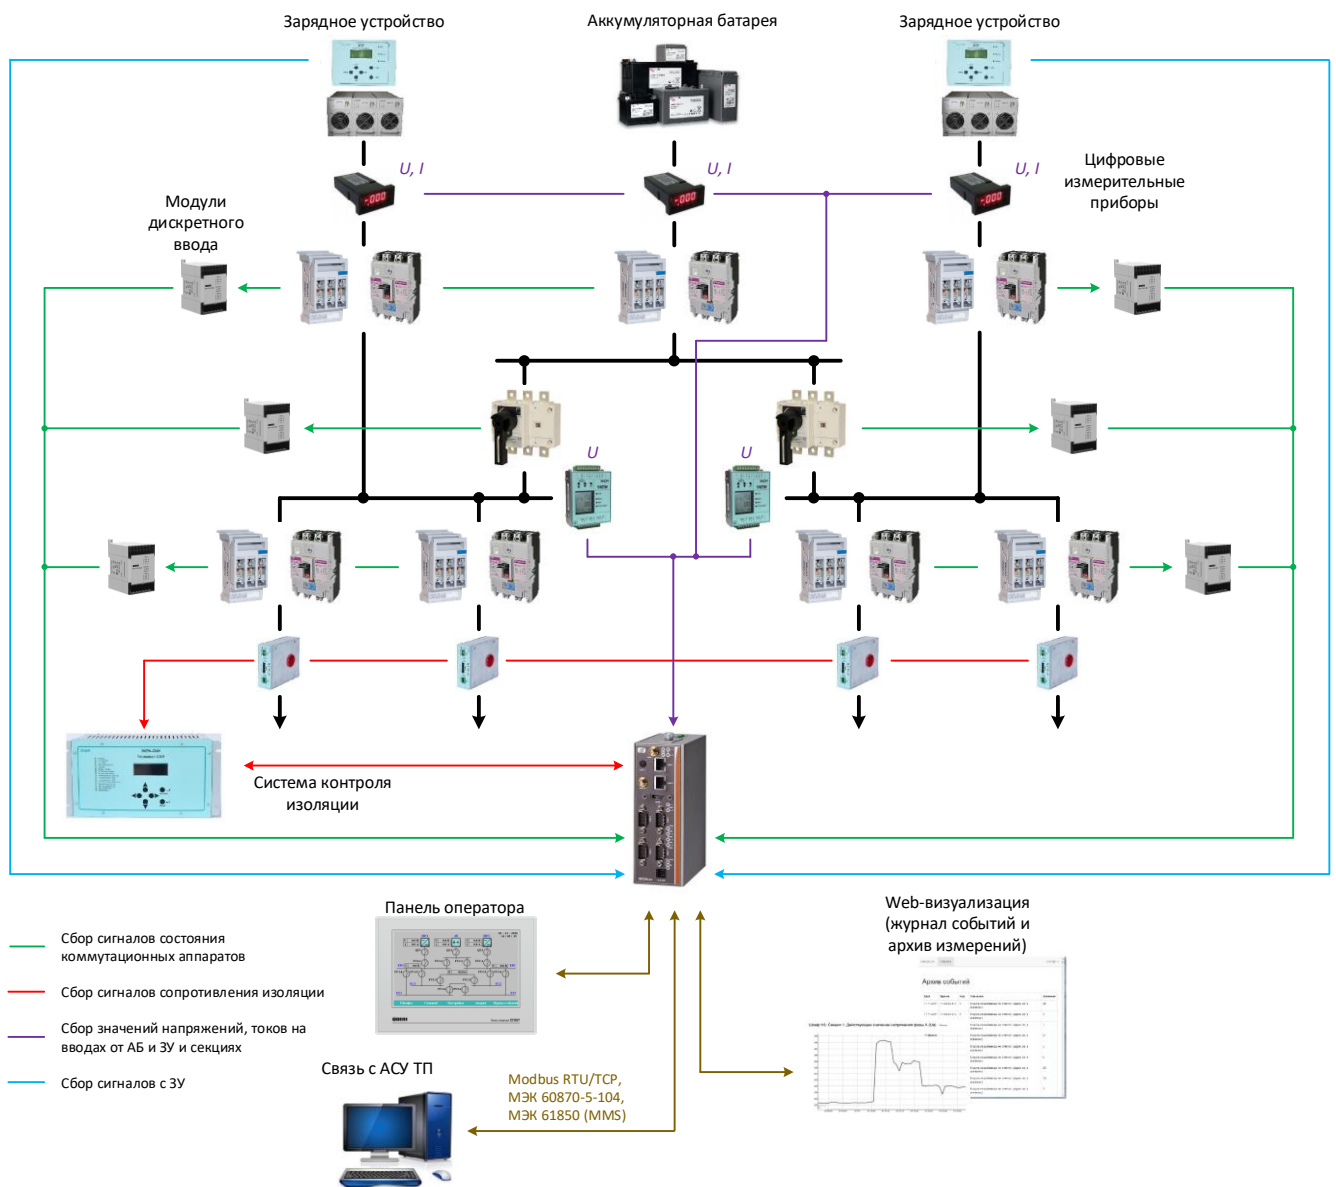 Зарядное устройство
Аккумуляторная батарея
Зарядное устройство
U, I
U, I
U, I
Цифровые
измерительные
приборы
Модули
дискретного
ввода
U
U
Система контроля
изоляции
Панель оператора
Web-визуализация
(журнал событий и
архив измерений)
Архив событий
Сбор сигналов состояния
коммутационных аппаратов
Сбор сигналов сопротивления изоляции
Сбор значений напряжений, токов на
вводах от АБ и ЗУ и секциях
Сбор сигналов с ЗУ
Связь с АСУ ТП
Modbus RTU/TCP,
МЭК 60870-5-104,
МЭК 61850 (MMS)